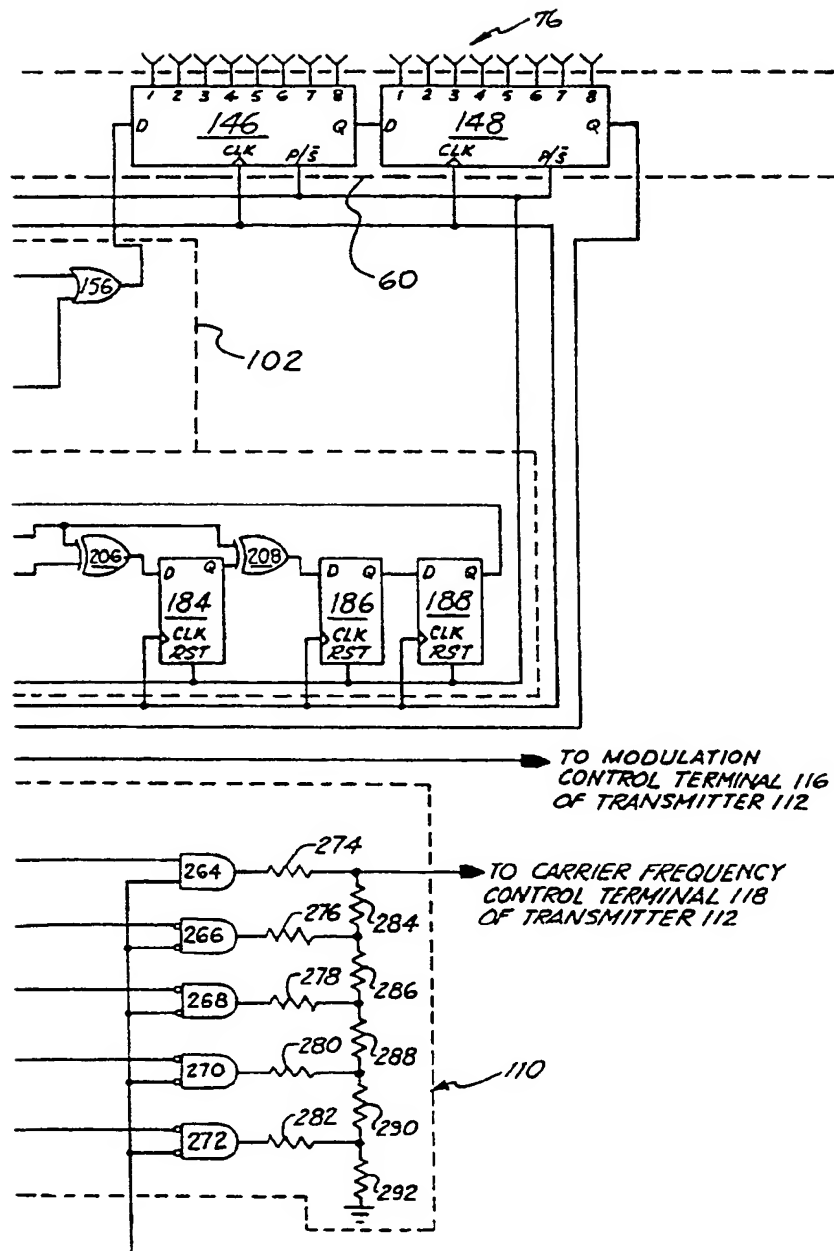 76
1 2 3 4 5 6 7 8 1 2 3 4 5 6 7 8
D 146 Q D 148 Q
CLK P/S̅ CLK P/S̅
60
156
102
206 208
D Q D Q D Q
184 186 188
CLK CLK CLK
RST RST RST
TO MODULATION
CONTROL TERMINAL 116
OF TRANSMITTER 112
274
264
TO CARRIER FREQUENCY
CONTROL TERMINAL 118
OF TRANSMITTER 112
284
276
266
286
278
268
288
280
270
110
290
282
272
292